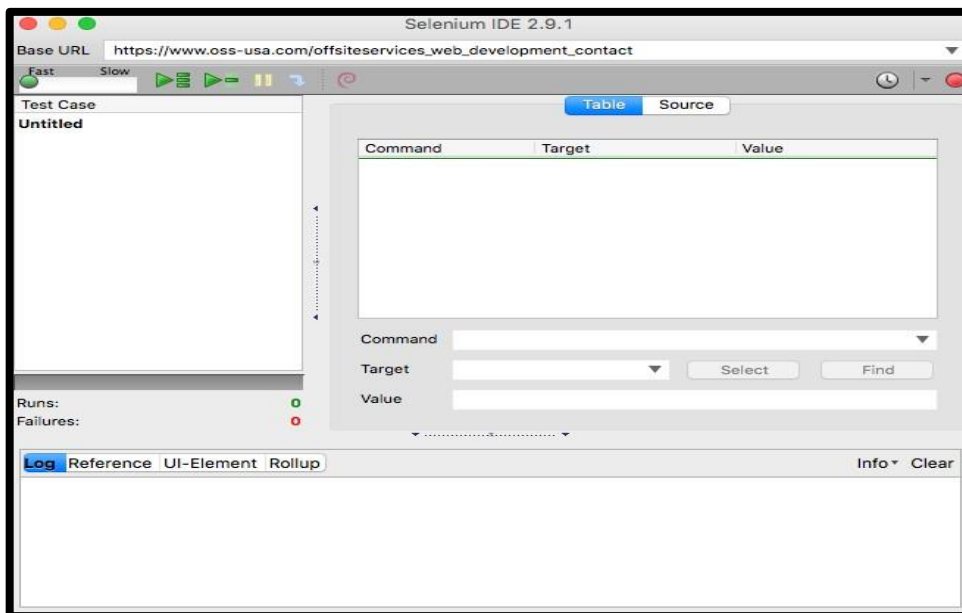 Selenium IDE 2.9.1
Base URL https://www.oss-usa.com/offsiteservices_web_development_contact
Fast Slow
Test Case
Untitled
Table Source
Command Target Value
Command
Target Select Find
Value
Runs: 0
Failures: 0
Log Reference UI-Element Rollup Info Clear